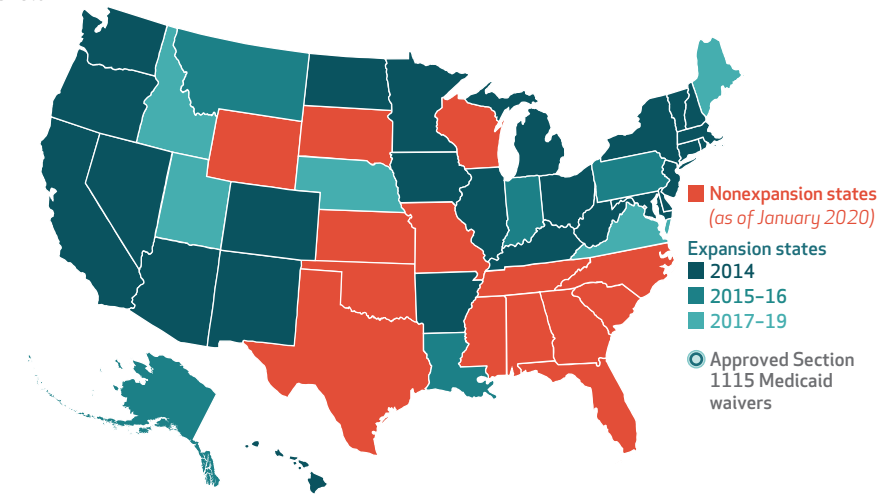 Nonexpansion states
(as of January 2020)
Expansion states
2014
2015–16
2017–19
Approved Section
1115 Medicaid
waivers